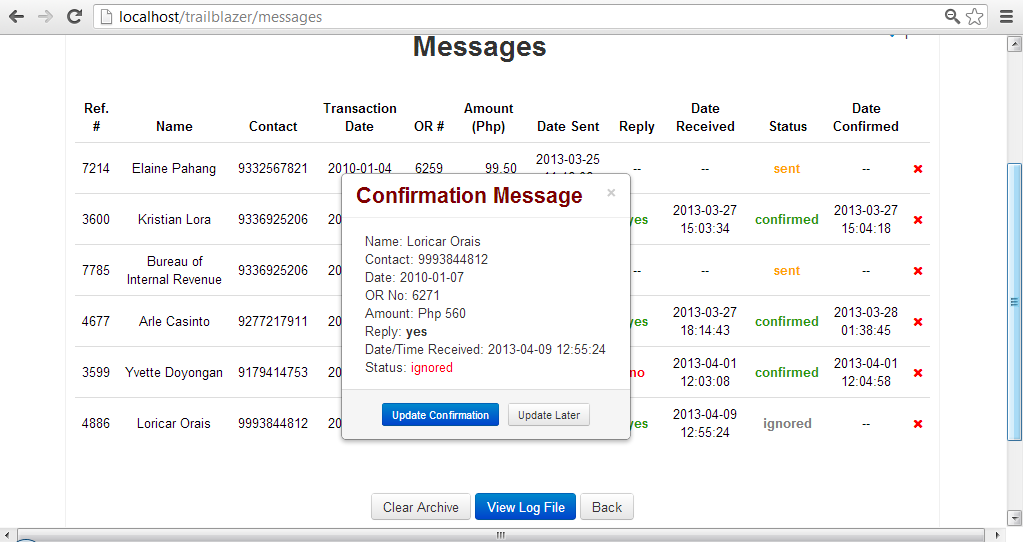 localhost/trailblazer/messages
Messages
Ref. # Name Contact Transaction Date OR # Amount (Php) Date Sent Reply Date Received Status Date Confirmed
7214 Elaine Pahang 9332567821 2010-01-04 6259 99.50 2013-03-25 -- -- sent --
3600 Kristian Lora 9336925206 yes 2013-03-27 15:03:34 confirmed 2013-03-27 15:04:18
7785 Bureau of Internal Revenue 9336925206 -- -- sent --
4677 Arle Casinto 9277217911 yes 2013-03-27 18:14:43 confirmed 2013-03-28 01:38:45
3599 Yvette Doyongan 9179414753 no 2013-04-01 12:03:08 confirmed 2013-04-01 12:04:58
4886 Loricar Orais 9993844812 yes 2013-04-09 12:55:24 ignored --
Confirmation Message ×
Name: Loricar Orais
Contact: 9993844812
Date: 2010-01-07
OR No: 6271
Amount: Php 560
Reply: yes
Date/Time Received: 2013-04-09 12:55:24
Status: ignored
Update Confirmation Update Later
Clear Archive View Log File Back